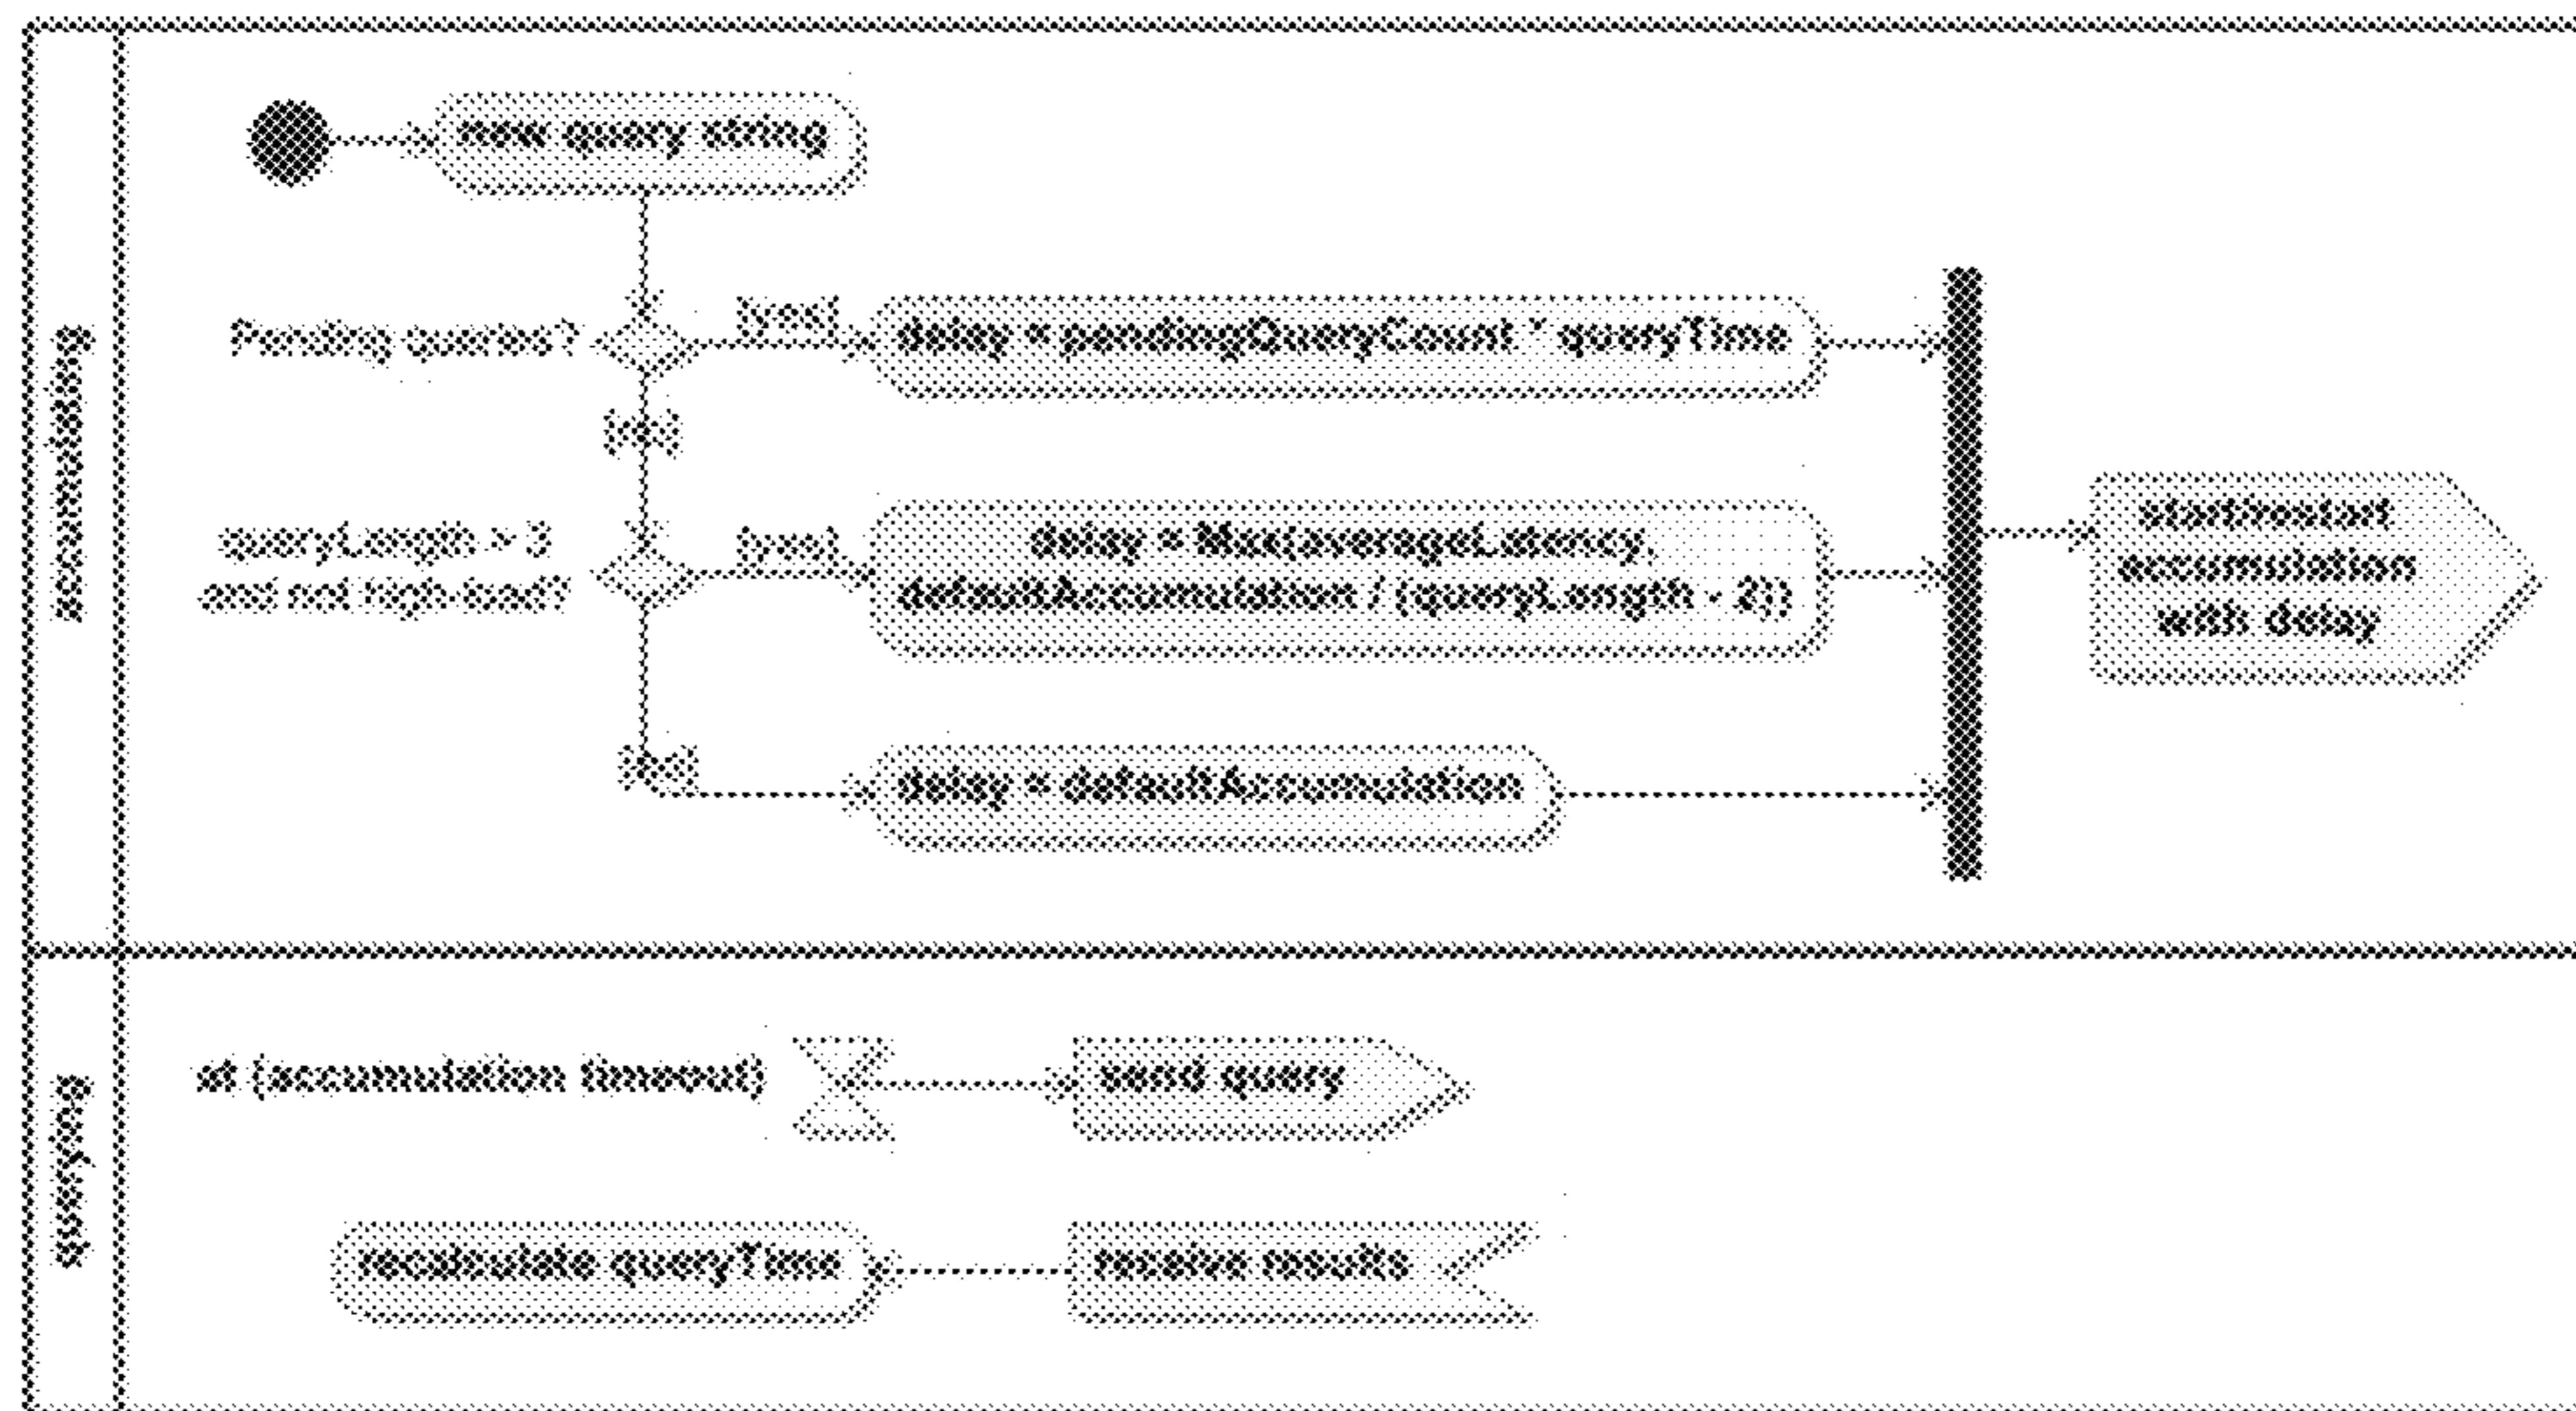 accumulating
new query string
Pending queries?
[yes]
delay = pendingQueryCount * queryTime
[no]
queryLength > 3
and not high-load?
[yes]
delay = Max(averageLatency,
defaultAccumulation / (queryLength - 2))
start/restart
accumulation
with delay
[no]
delay = defaultAccumulation
querying
at (accumulation timeout)
send query
recalculate queryTime
receive results